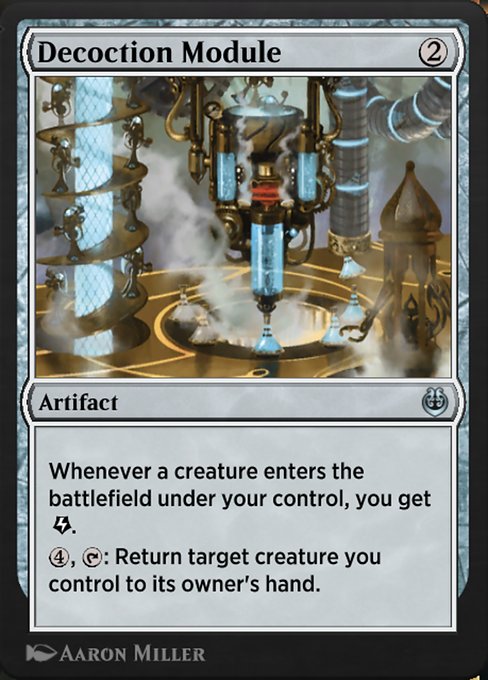 Decoction Module 2
Artifact
Whenever a creature enters the
battlefield under your control, you get
.
4, : Return target creature you
control to its owner's hand.
Aaron Miller